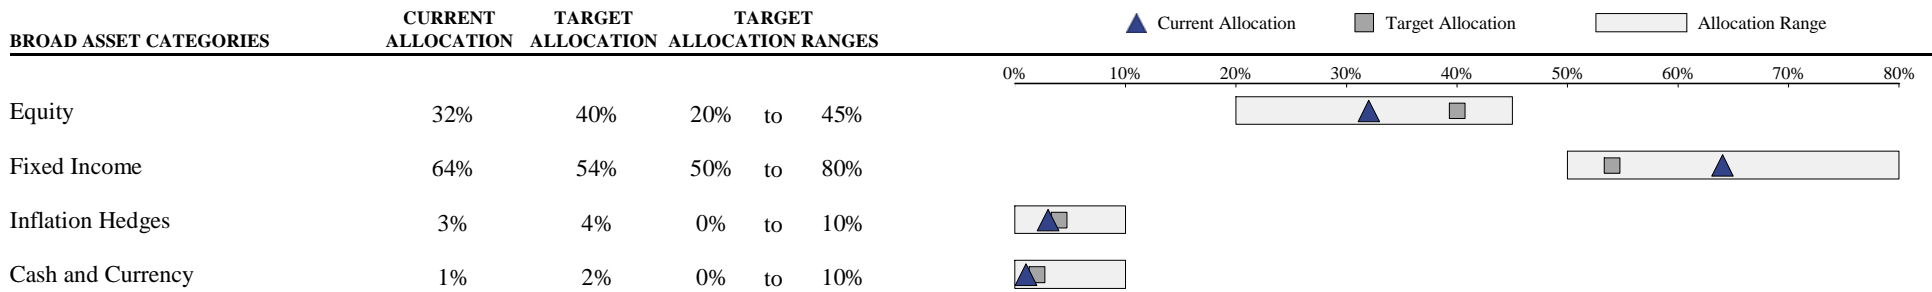 CURRENT TARGET TARGET
BROAD ASSET CATEGORIES ALLOCATION ALLOCATION ALLOCATION RANGES
Current Allocation Target Allocation Allocation Range
0% 10% 20% 30% 40% 50% 60% 70% 80%
Equity 32% 40% 20% to 45%
Fixed Income 64% 54% 50% to 80%
Inflation Hedges 3% 4% 0% to 10%
Cash and Currency 1% 2% 0% to 10%